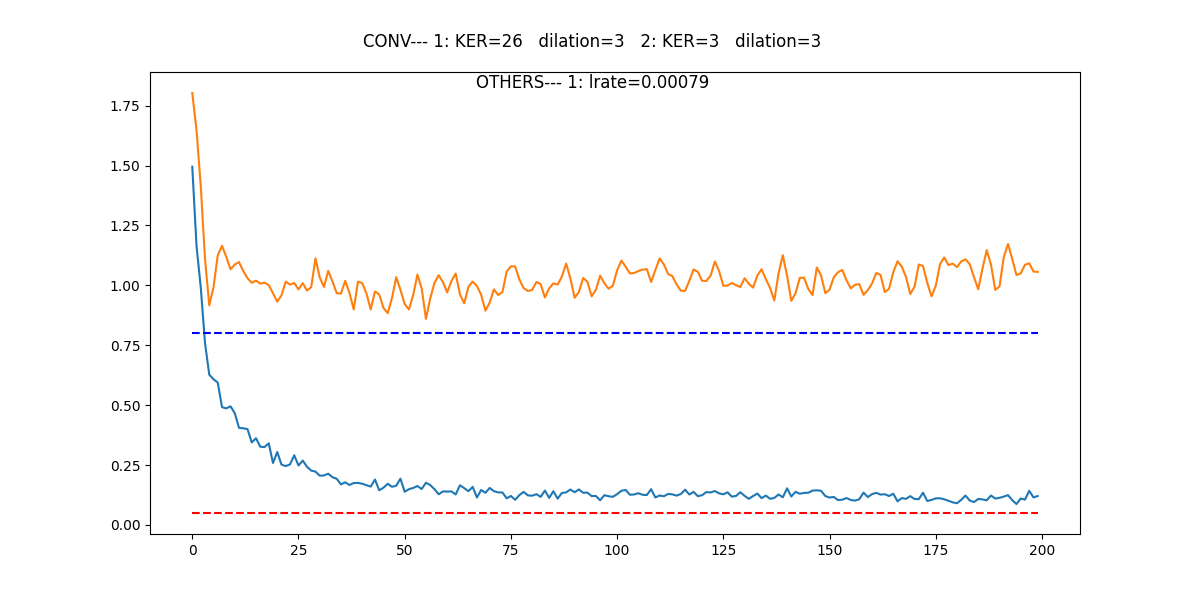 CONV--- 1: KER=26   dilation=3   2: KER=3   dilation=3
OTHERS--- 1: lrate=0.00079
1.75
1.50
1.25
1.00
0.75
0.50
0.25
0.00
0 25 50 75 100 125 150 175 200